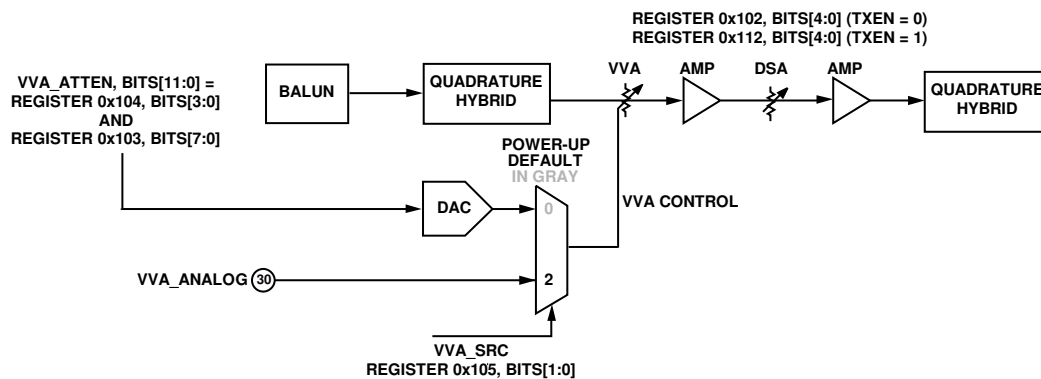 REGISTER 0x102, BITS[4:0] (TXEN = 0)
REGISTER 0x112, BITS[4:0] (TXEN = 1)
VVA_ATTEN, BITS[11:0] =
REGISTER 0x104, BITS[3:0]
AND
REGISTER 0x103, BITS[7:0]
BALUN
QUADRATURE
HYBRID
VVA
AMP
DSA
AMP
QUADRATURE
HYBRID
POWER-UP
DEFAULT
IN GRAY
DAC
0
VVA CONTROL
VVA_ANALOG 30
2
VVA_SRC
REGISTER 0x105, BITS[1:0]